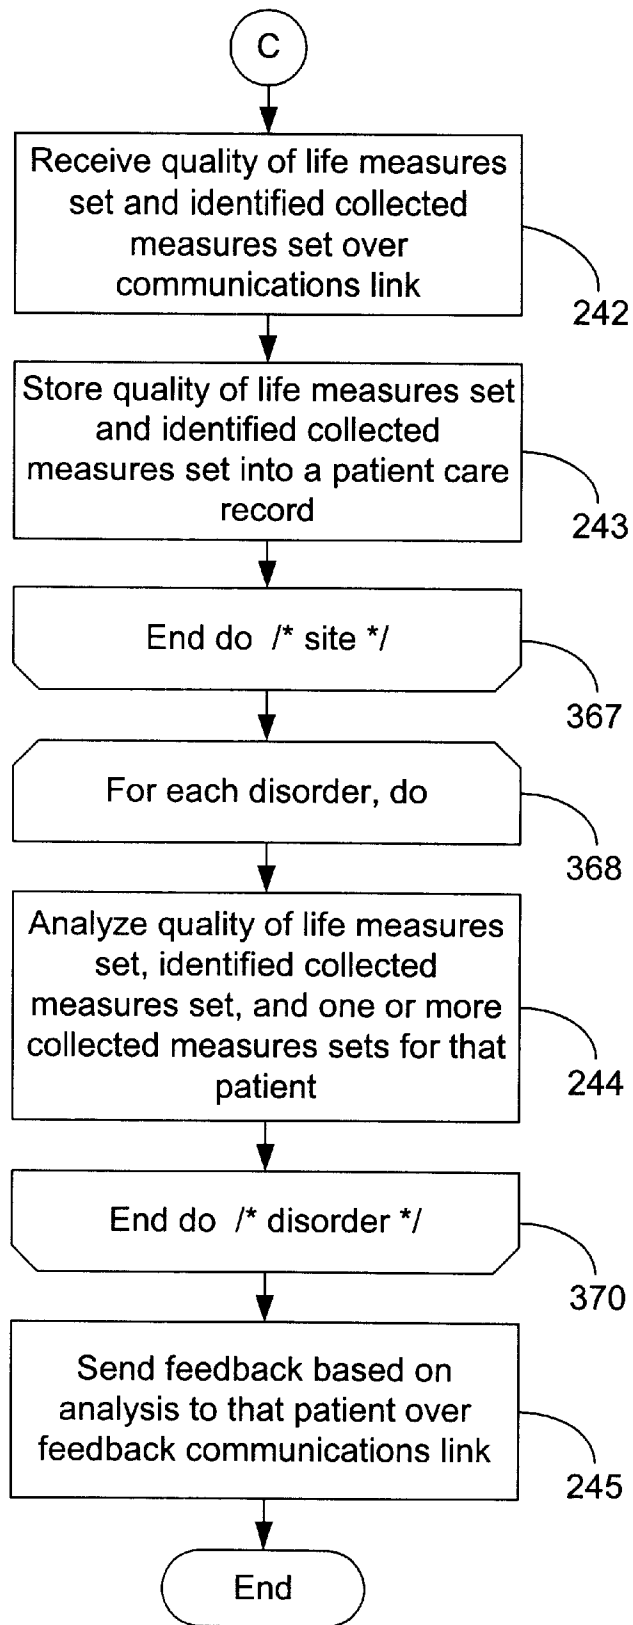 C
Receive quality of life measures
set and identified collected
measures set over
communications link
242
Store quality of life measures set
and identified collected
measures set into a patient care
record
243
End do /* site */
367
For each disorder, do
368
Analyze quality of life measures
set, identified collected
measures set, and one or more
collected measures sets for that
patient
244
End do /* disorder */
370
Send feedback based on
analysis to that patient over
feedback communications link
245
End